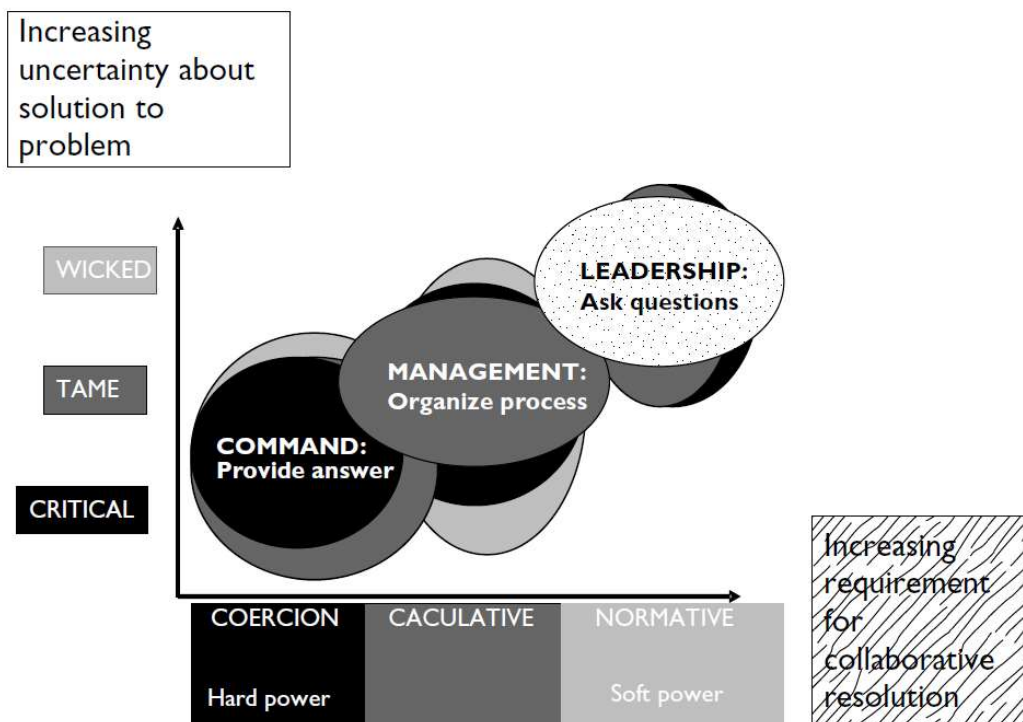 Increasing
uncertainty about
solution to
problem
WICKED
LEADERSHIP:
Ask questions
TAME
MANAGEMENT:
Organize process
COMMAND:
Provide answer
CRITICAL
COERCION
CACULATIVE
NORMATIVE
Hard power
Soft power
Increasing
requirement
for
collaborative
resolution